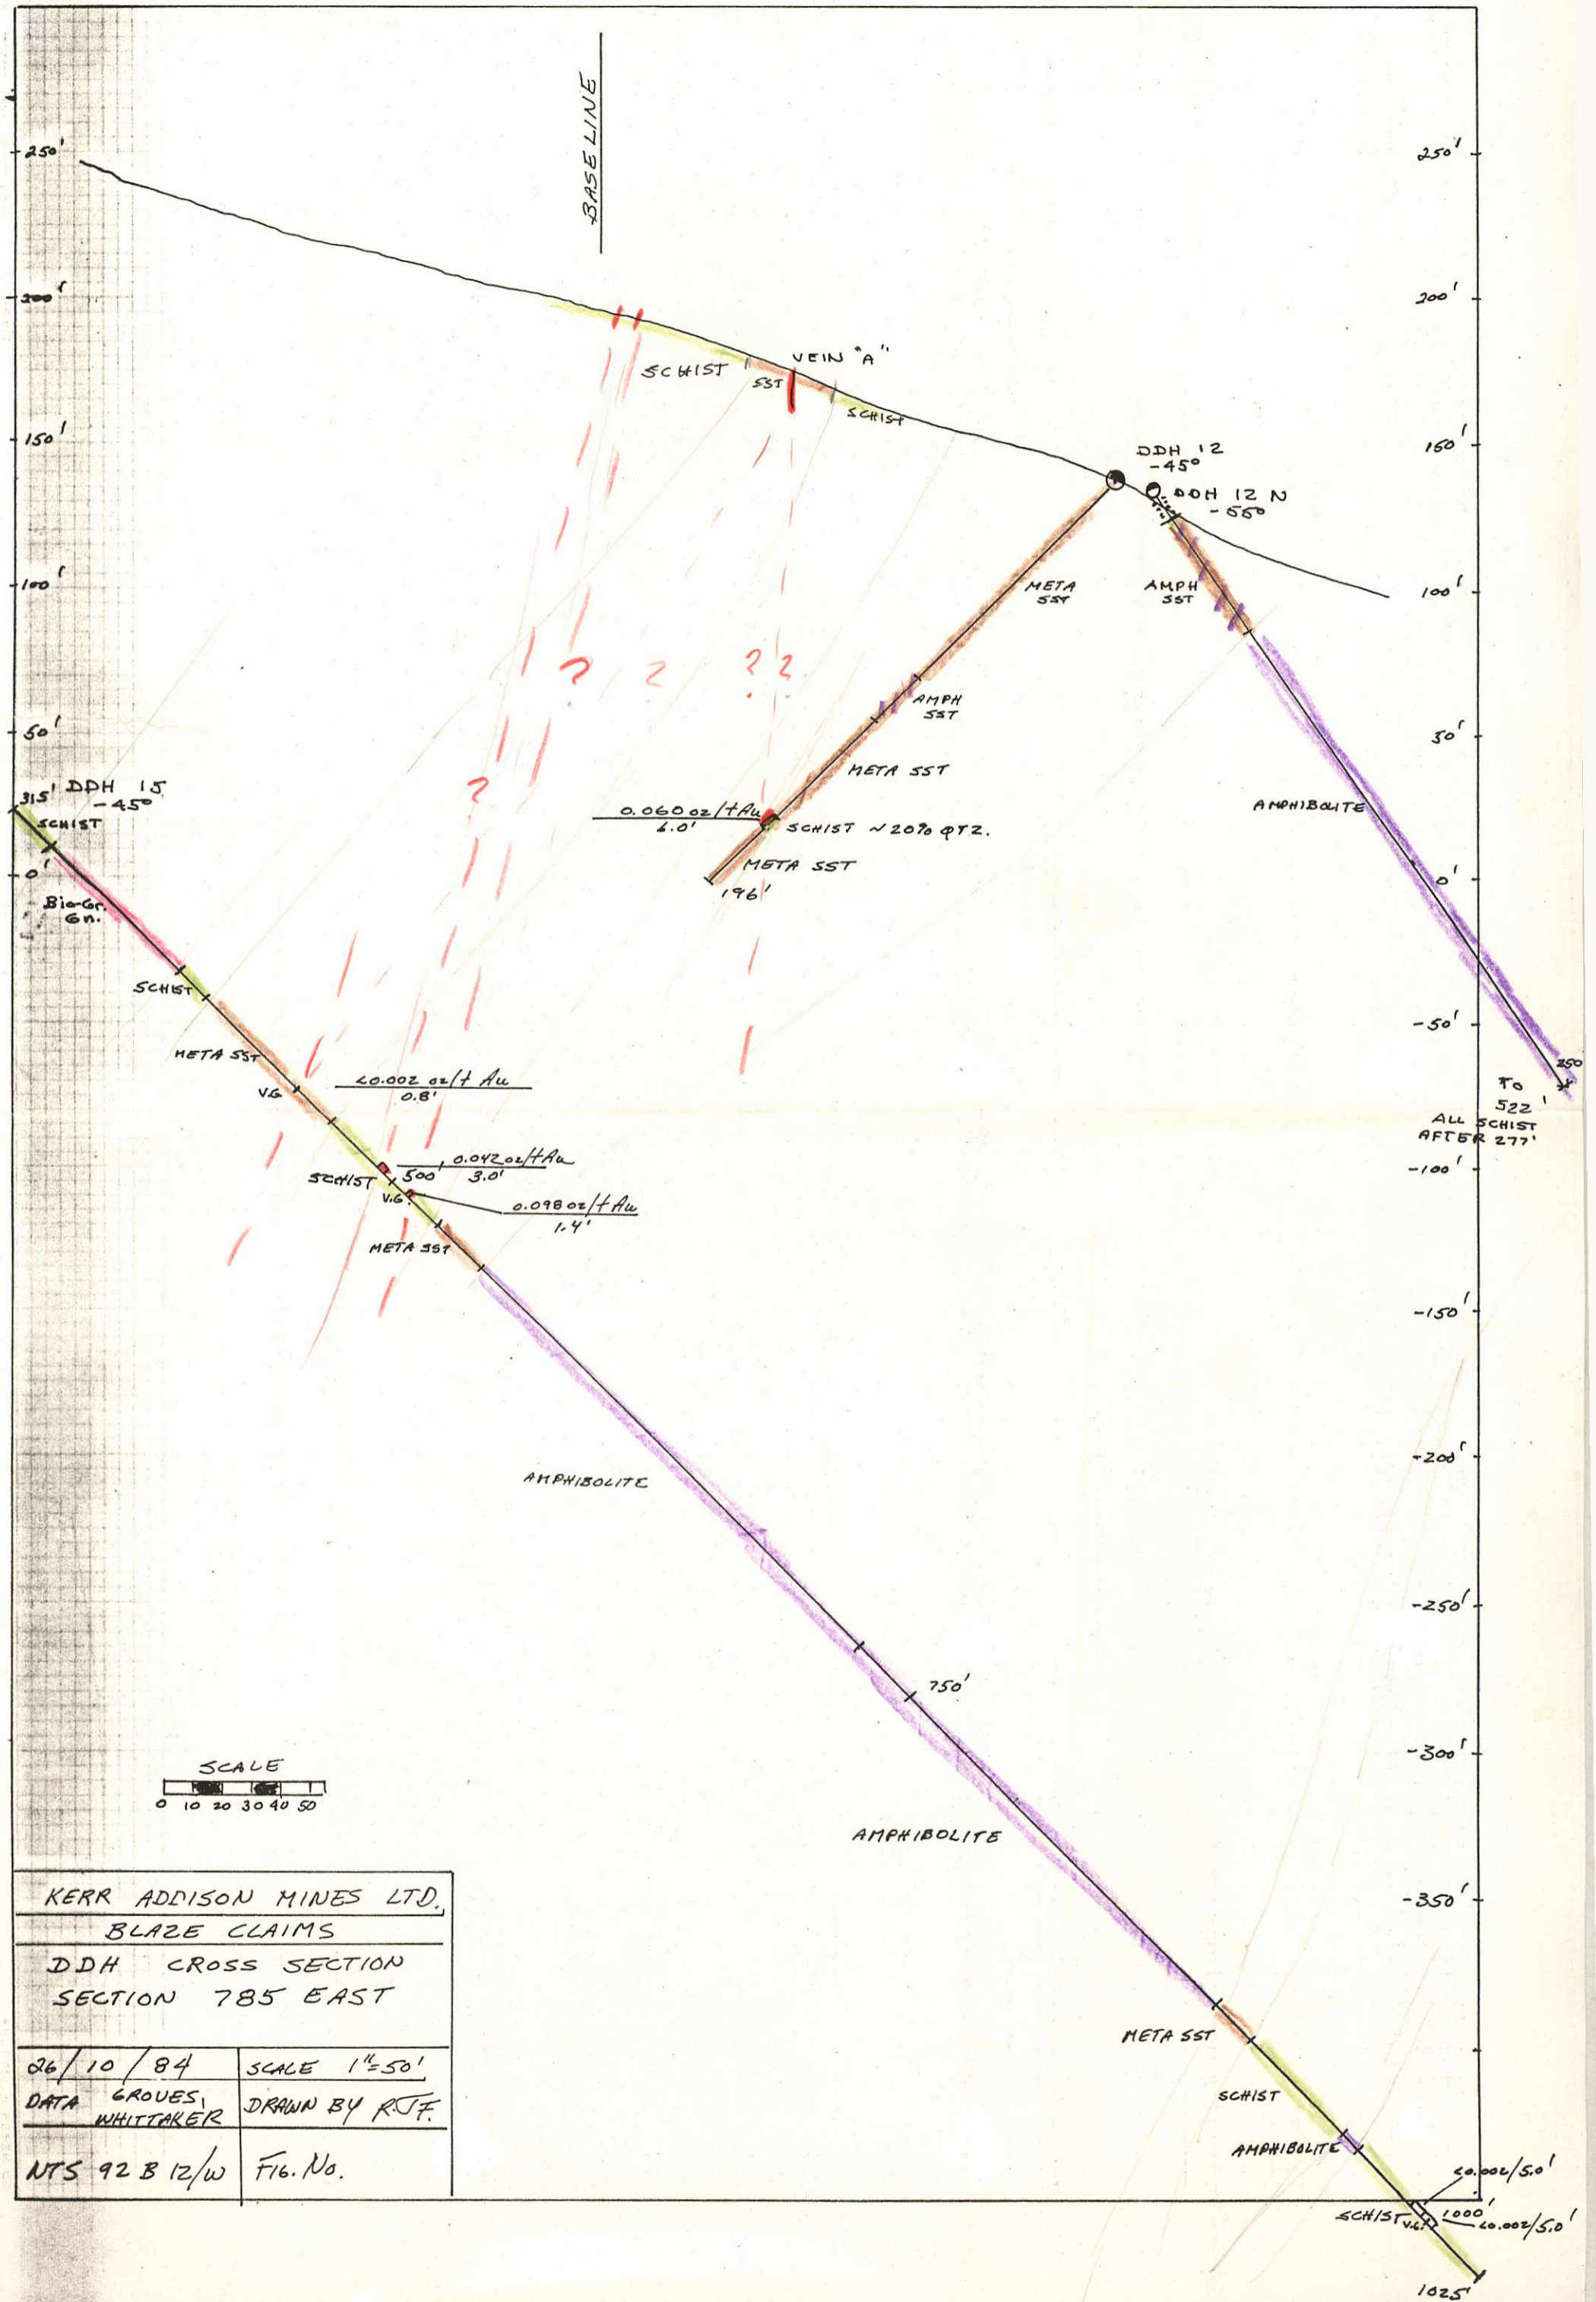 BASE LINE
250'
250'
200'
200'
VEIN "A"
SCHIST
SST
SCHIST
150'
150'
DDH 12
-45°
DDH 12 N
-55°
100'
100'
META
SST
AMPH
SST
? ? ? ?
AMPH
SST
50'
50'
META SST
?
315' DDH 15
-45°
SCHIST
AMPHIBOLITE
0.060 oz/t Au
6.0'
SCHIST ~20% QTZ.
META SST
196'
0'
0'
Bio-Gr.
Gn.
SCHIST
META SST
-50'
V.G
<0.002 oz/t Au
0.8'
250
TO
522'
ALL SCHIST
AFTER 277'
-100'
SCHIST
500'
0.042 oz/t Au
3.0'
V.G.
0.098 oz/t Au
1.4'
META SST
-150'
AMPHIBOLITE
-200'
-250'
750'
-300'
SCALE
0 10 20 30 40 50
AMPHIBOLITE
-350'
KERR ADDISON MINES LTD.
BLAZE CLAIMS
DDH CROSS SECTION
SECTION 785 EAST
26/10/84
SCALE 1"=50'
DATA GROVES,
WHITTAKER
DRAWN BY R.J.F.
NTS 92 B 12/W
FIG. No.
META SST
SCHIST
AMPHIBOLITE
<0.002/5.0'
SCHIST
V.G.
1000'
<0.002/5.0'
1025'